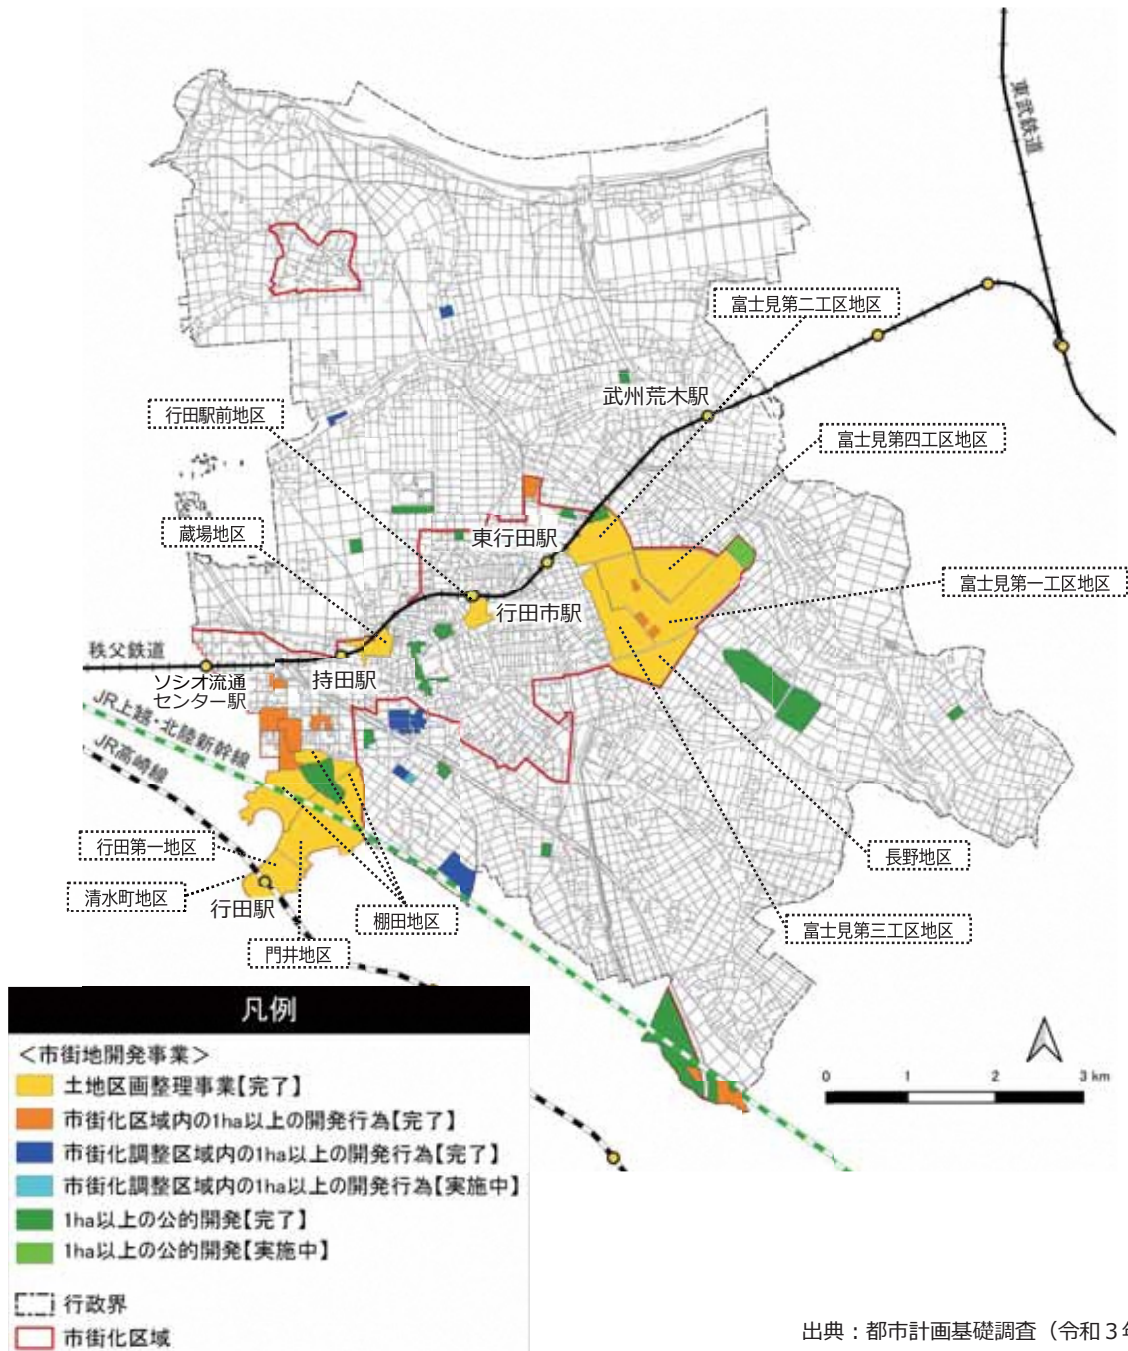 東武鉄道
富士見第二工区地区
武州荒木駅
行田駅前地区
富士見第四工区地区
蔵場地区
東行田駅
富士見第一工区地区
行田市駅
秩父鉄道
ソシオ流通
センター駅
持田駅
JR上越・北陸新幹線
JR高崎線
行田第一地区
長野地区
清水町地区
行田駅
棚田地区
富士見第三工区地区
門井地区
凡例
<市街地開発事業>
土地区画整理事業【完了】
市街化区域内の1ha以上の開発行為【完了】
市街化調整区域内の1ha以上の開発行為【完了】
市街化調整区域内の1ha以上の開発行為【実施中】
1ha以上の公的開発【完了】
1ha以上の公的開発【実施中】
行政界
市街化区域
0 1 2 3 km
出典：都市計画基礎調査（令和3年